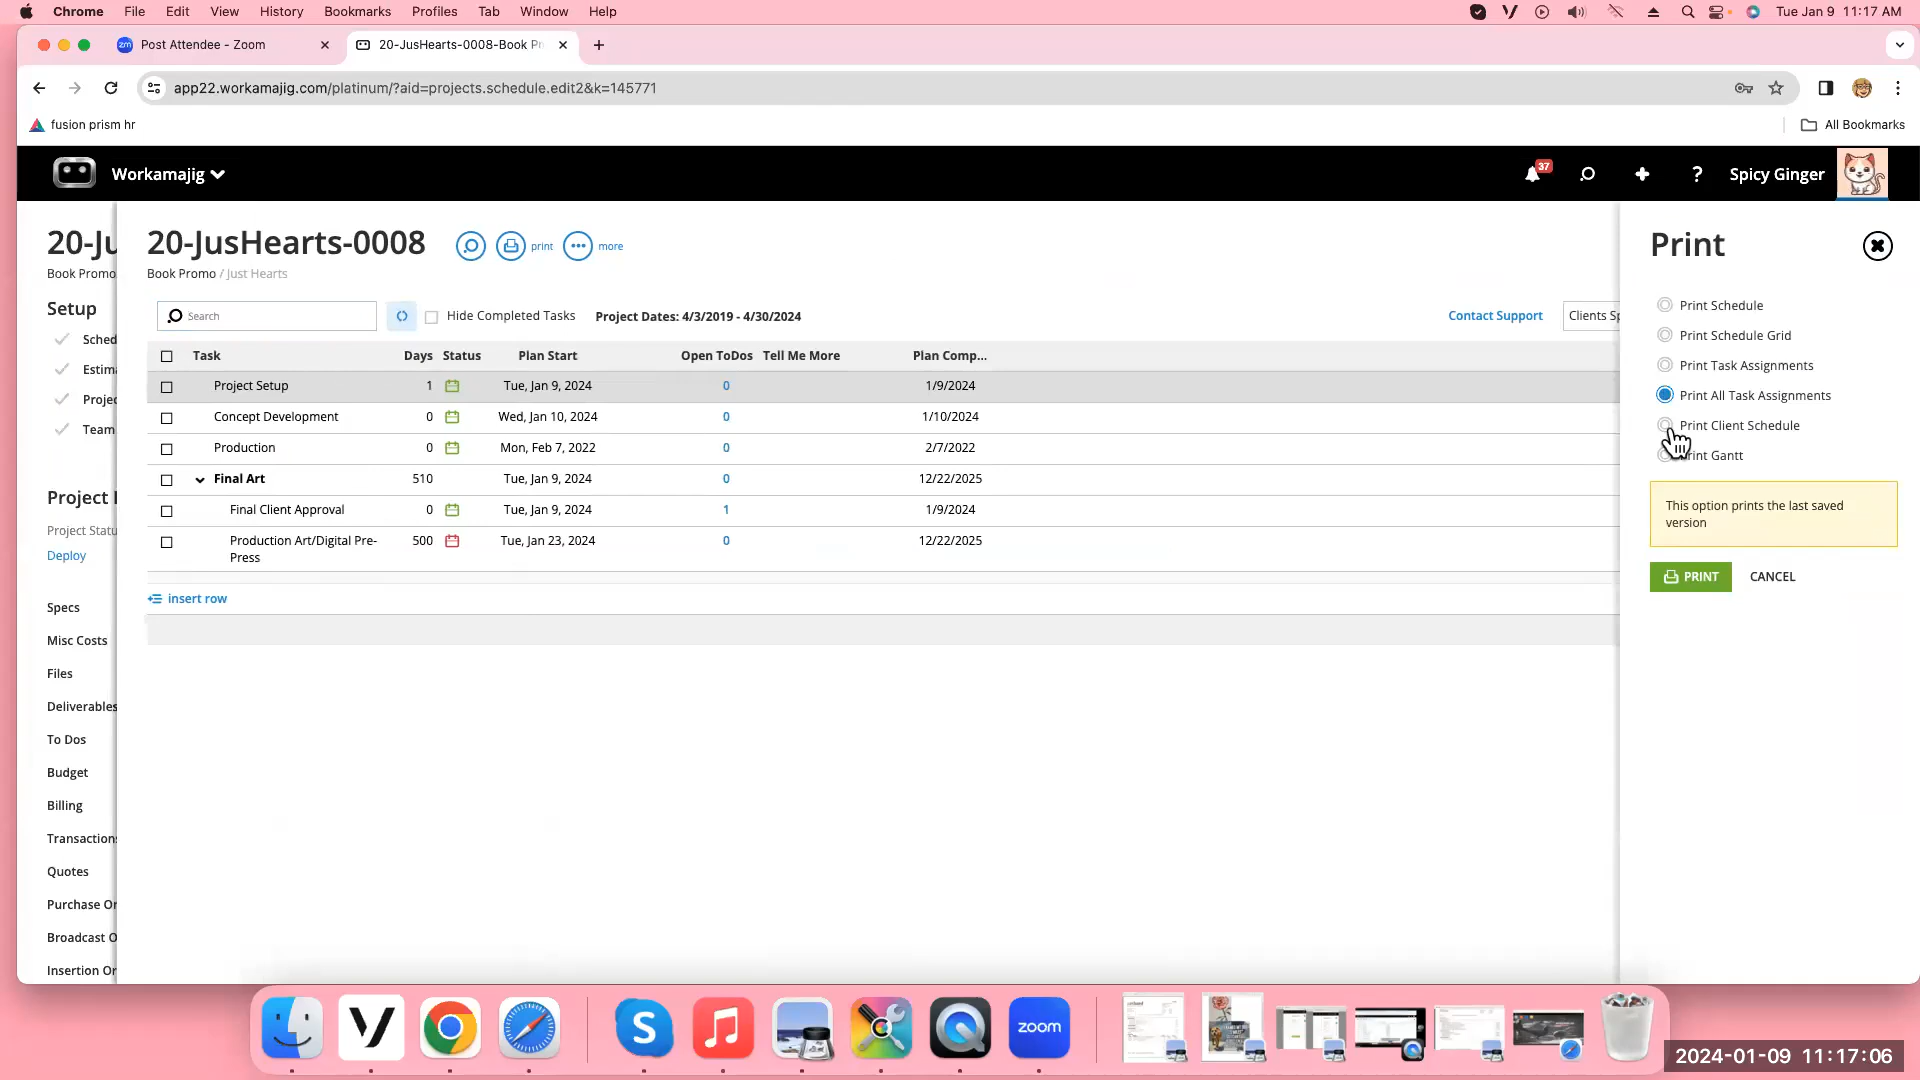 Chrome File Edit View History Bookmarks Profiles Tab Window Help Tue Jan 9 11:17 AM
zm Post Attendee - Zoom 20-JusHearts-0008-Book Pr
app22.workamajig.com/platinum/?aid=projects.schedule.edit2&k=145771
fusion prism hr All Bookmarks
Workamajig 37 ? Spicy Ginger
20-Ju
Book Promo
Setup
Sched
Estima
Projec
Team
Project
Project Statu
Deploy
Specs
Misc Costs
Files
Deliverables
To Dos
Budget
Billing
Transactions
Quotes
Purchase Or
Broadcast O
Insertion Or
20-JusHearts-0008 print more
Book Promo / Just Hearts
Search Hide Completed Tasks Project Dates: 4/3/2019 - 4/30/2024 Contact Support Clients Sp
Task Days Status Plan Start Open ToDos Tell Me More Plan Comp...
Project Setup 1 Tue, Jan 9, 2024 0 1/9/2024
Concept Development 0 Wed, Jan 10, 2024 0 1/10/2024
Production 0 Mon, Feb 7, 2022 0 2/7/2022
Final Art 510 Tue, Jan 9, 2024 0 12/22/2025
Final Client Approval 0 Tue, Jan 9, 2024 1 1/9/2024
Production Art/Digital Pre- 500 Tue, Jan 23, 2024 0 12/22/2025
Press
insert row
Print
Print Schedule
Print Schedule Grid
Print Task Assignments
Print All Task Assignments
Print Client Schedule
rint Gantt
This option prints the last saved
version
PRINT CANCEL
zoom
2024-01-09 11:17:06